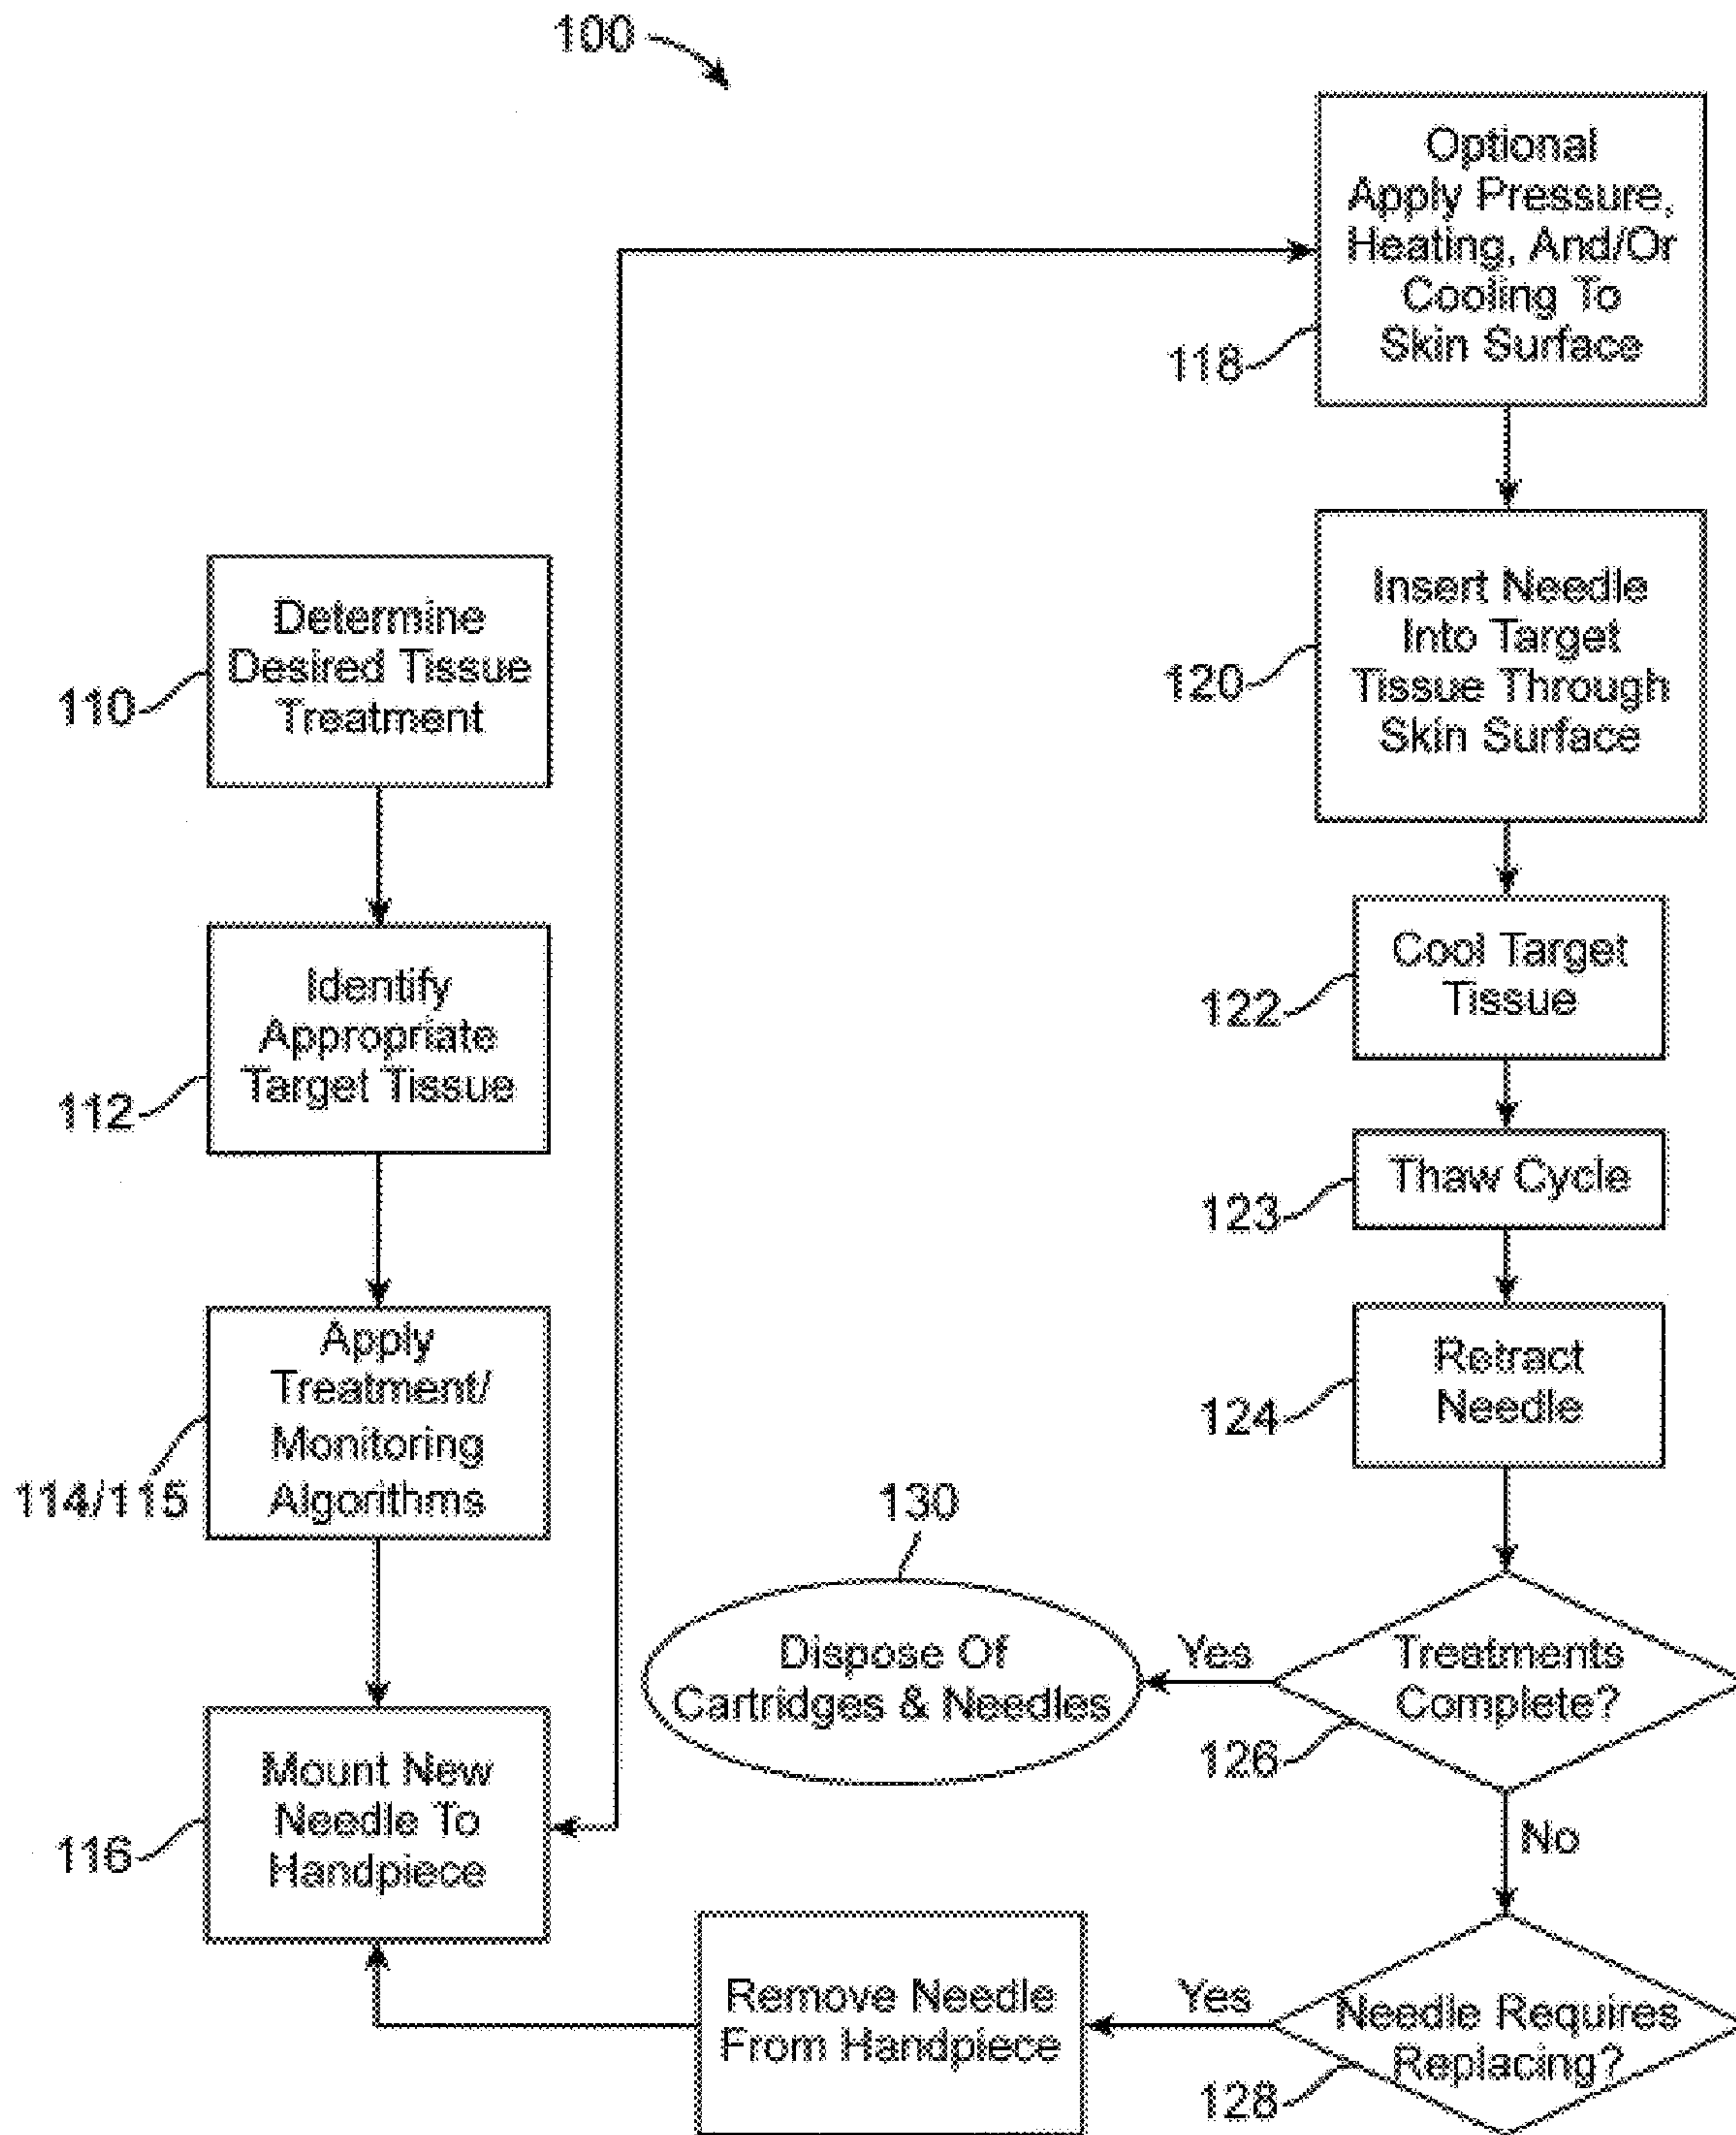 100
Determine
Desired Tissue
Treatment
110
Identify
Appropriate
Target Tissue
112
Apply
Treatment/
Monitoring
Algorithms
114/115
Mount New
Needle To
Handpiece
116
Optional
Apply Pressure,
Heating, And/Or
Cooling To
Skin Surface
118
Insert Needle
Into Target
Tissue Through
Skin Surface
120
Cool Target
Tissue
122
Thaw Cycle
123
Retract
Needle
124
Treatments
Complete?
126
Yes
130
Dispose Of
Cartridges & Needles
No
Needle Requires
Replacing?
128
Yes
Remove Needle
From Handpiece